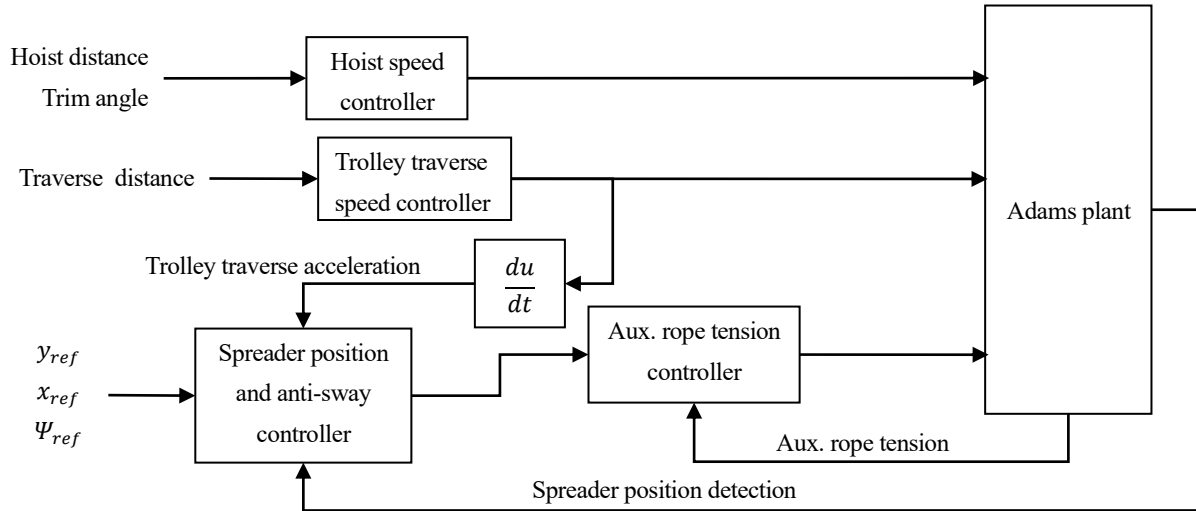 Hoist distance
Trim angle
Hoist speed
controller
Traverse distance
Trolley traverse
speed controller
Adams plant
Trolley traverse acceleration
du
dt
y_ref
x_ref
Ψ_ref
Spreader position
and anti-sway
controller
Aux. rope tension
controller
Aux. rope tension
Spreader position detection